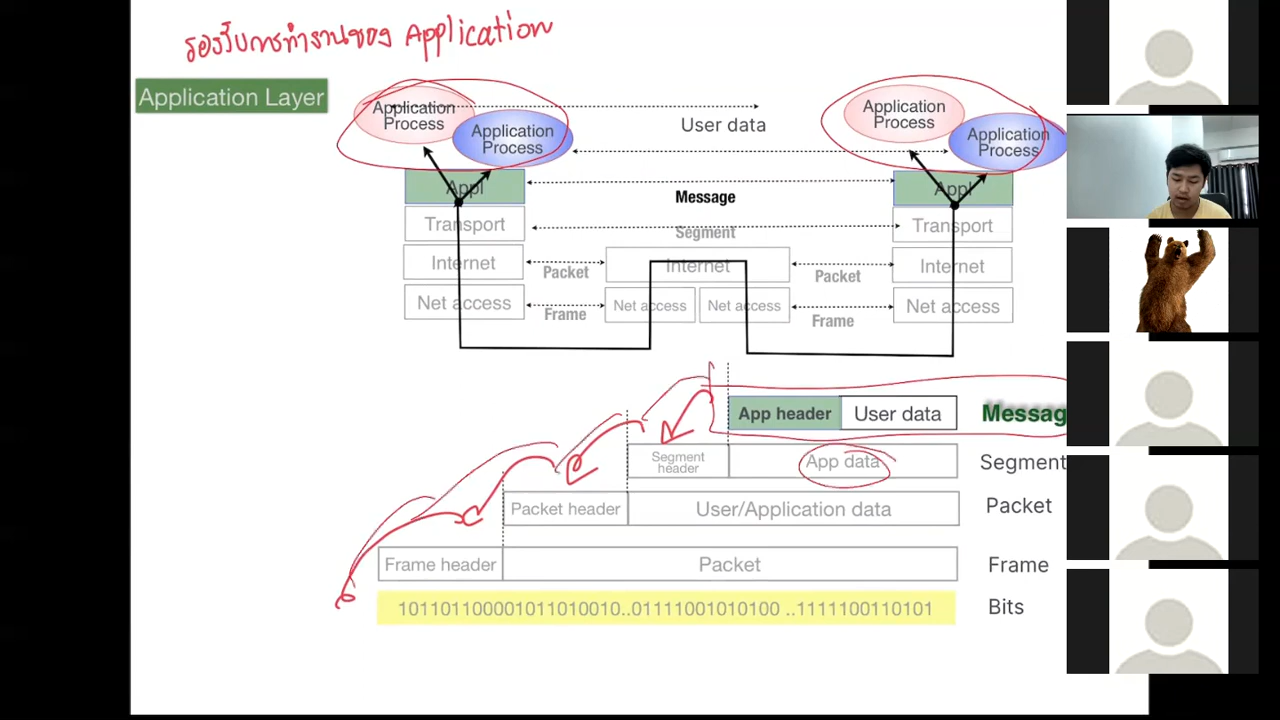 รองรับการทำงานของ Application
Application Layer
Application
Process
Application
Process
User data
Application
Process
Application
Process
Appl
Message
Appl
Transport
Segment
Transport
Internet
Packet
Internet
Packet
Internet
Net access
Frame
Net access
Net access
Frame
Net access
App header
User data
Messag
Segment
header
App data
Segment
Packet header
User/Application data
Packet
Frame header
Packet
Frame
10110110000101101001​0..01111001010100 ..1111100110101
Bits